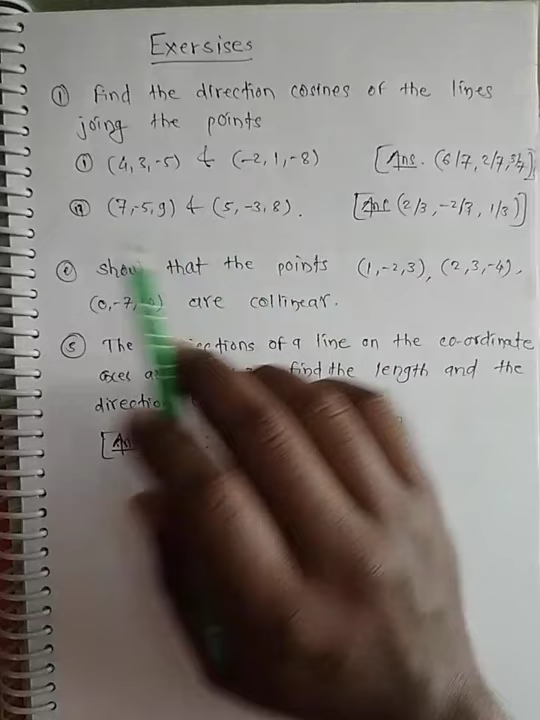 Exersises
① Find the direction cosines of the lines
joing the points
① (4,3,-5) & (-2,1,-8) [Ans. (6/7, 2/7, 3/7]
② (7,-5,9) & (5,-3,8). [Ans (2/3, -2/3, 1/3)]
② show that the points (1,-2,3), (2,3,-4),
(0,-7, are collinear.
③ The of a line on the co-ordinate
axes find the length and the
[Ans